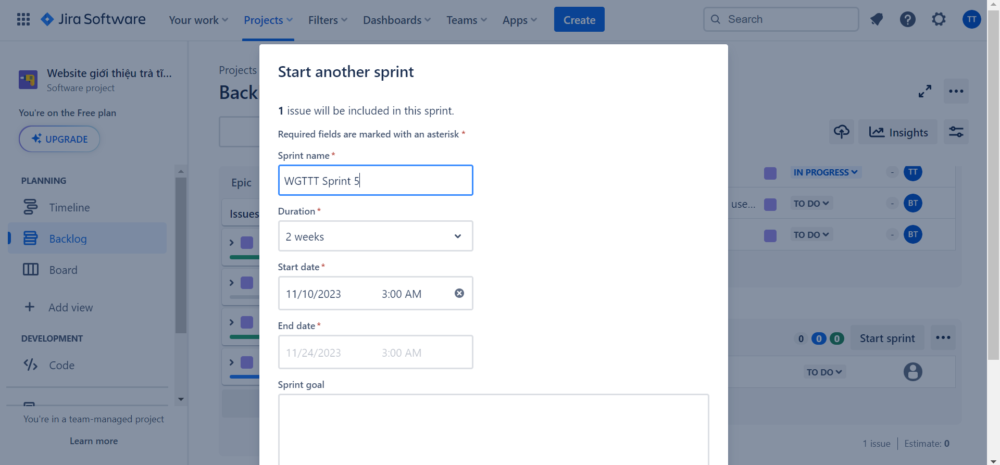 Jira Software
Your work
Projects
Filters
Dashboards
Teams
Apps
Create
Search
TT
Website giới thiệu trà tĩ...
Software project
You're on the Free plan
UPGRADE
PLANNING
Timeline
Backlog
Board
Add view
DEVELOPMENT
Code
You're in a team-managed project
Learn more
Projects
Back
Epic
Issues
Start another sprint
1 issue will be included in this sprint.
Required fields are marked with an asterisk *
Sprint name *
WGTTT Sprint 5
Duration *
2 weeks
Start date *
11/10/2023 3:00 AM
End date *
11/24/2023 3:00 AM
Sprint goal
Insights
IN PROGRESS - TT
use... TO DO - BT
TO DO - BT
0 0 0 Start sprint
TO DO
1 issue Estimate: 0